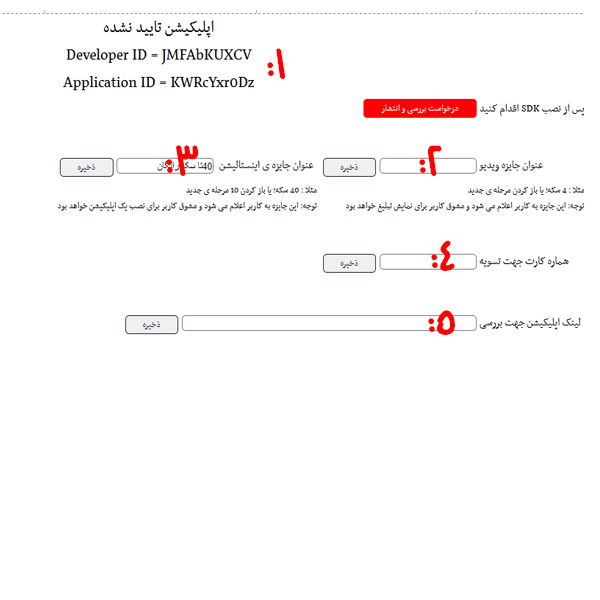 اپلیکیشن تایید نشده
Developer ID = JMFAbKUXCV
۱:
Application ID = KWRcYxr0Dz
پس از نصب SDK اقدام کنید
درخواست بررسی و انتشار
عنوان جایزه ویدیو
۲:
ذخیره
عنوان جایزه ی اینستالیشن
40تا سکه رایگان
۳:
ذخیره
مثلا : 4 سکه؛ یا باز کردن مرحله ی جدید
توجه: این جایزه به کاربر اعلام می شود و مشوق کاربر برای نمایش تبلیغ خواهد بود
مثلا : 40 سکه؛ یا باز کردن 10 مرحله ی جدید
توجه: این جایزه به کاربر اعلام می شود و مشوق کاربر برای نصب یک اپلیکیشن خواهد بود
هماره کارت جهت تسویه
٤:
ذخیره
لینک اپلیکیشن جهت بررسی
۵:
ذخیره